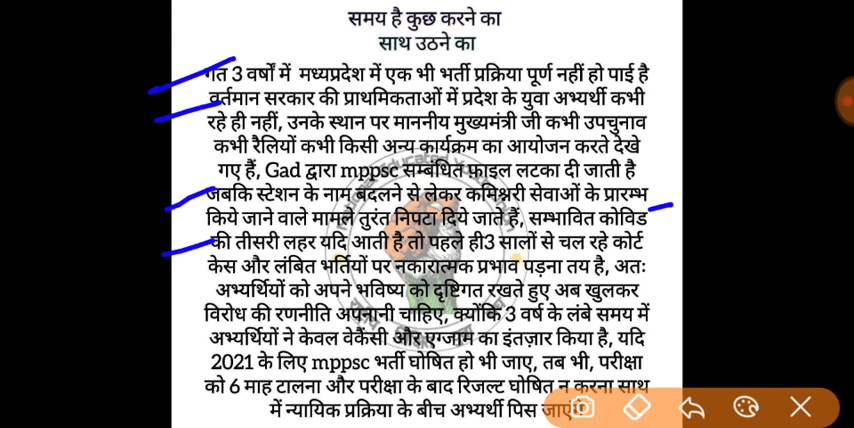 समय है कुछ करने का
साथ उठने का
गत 3 वर्षों में मध्यप्रदेश में एक भी भर्ती प्रक्रिया पूर्ण नहीं हो पाई है
वर्तमान सरकार की प्राथमिकताओं में प्रदेश के युवा अभ्यर्थी कभी
रहे ही नहीं, उनके स्थान पर माननीय मुख्यमंत्री जी कभी उपचुनाव
कभी रैलियों कभी किसी अन्य कार्यक्रम का आयोजन करते देखे
गए हैं, Gad द्वारा mppsc सम्बंधित फ़ाइल लटका दी जाती है
जबकि स्टेशन के नाम बदलने से लेकर कमिश्नरी सेवाओं के प्रारम्भ
किये जाने वाले मामले तुरंत निपटा दिये जाते हैं, सम्भावित कोविड
की तीसरी लहर यदि आती है तो पहले ही3 सालों से चल रहे कोर्ट
केस और लंबित भर्तियों पर नकारात्मक प्रभाव पड़ना तय है, अतः
अभ्यर्थियों को अपने भविष्य को दृष्टिगत रखते हुए अब खुलकर
विरोध की रणनीति अपनानी चाहिए, क्योंकि 3 वर्ष के लंबे समय में
अभ्यर्थियों ने केवल वेकैंसी और एग्जाम का इंतज़ार किया है, यदि
2021 के लिए mppsc भर्ती घोषित हो भी जाए, तब भी, परीक्षा
को 6 माह टालना और परीक्षा के बाद रिजल्ट घोषित न करना साथ
में न्यायिक प्रक्रिया के बीच अभ्यर्थी पिस